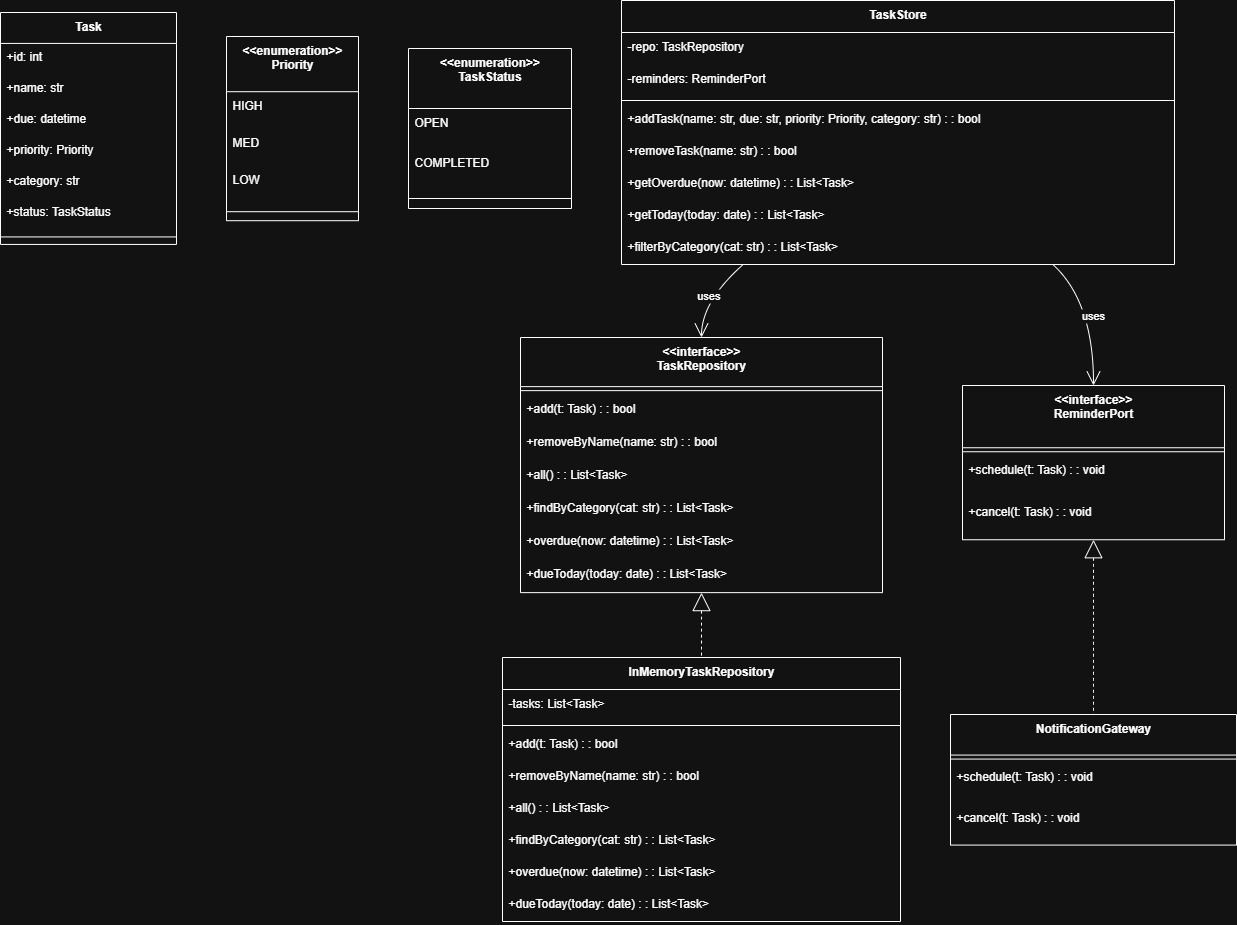 Task
+id: int
+name: str
+due: datetime
+priority: Priority
+category: str
+status: TaskStatus
<<enumeration>>
Priority
HIGH
MED
LOW
<<enumeration>>
TaskStatus
OPEN
COMPLETED
TaskStore
-repo: TaskRepository
-reminders: ReminderPort
+addTask(name: str, due: str, priority: Priority, category: str) : : bool
+removeTask(name: str) : : bool
+getOverdue(now: datetime) : : List<Task>
+getToday(today: date) : : List<Task>
+filterByCategory(cat: str) : : List<Task>
uses
uses
<<interface>>
TaskRepository
+add(t: Task) : : bool
+removeByName(name: str) : : bool
+all() : : List<Task>
+findByCategory(cat: str) : : List<Task>
+overdue(now: datetime) : : List<Task>
+dueToday(today: date) : : List<Task>
<<interface>>
ReminderPort
+schedule(t: Task) : : void
+cancel(t: Task) : : void
InMemoryTaskRepository
-tasks: List<Task>
+add(t: Task) : : bool
+removeByName(name: str) : : bool
+all() : : List<Task>
+findByCategory(cat: str) : : List<Task>
+overdue(now: datetime) : : List<Task>
+dueToday(today: date) : : List<Task>
NotificationGateway
+schedule(t: Task) : : void
+cancel(t: Task) : : void